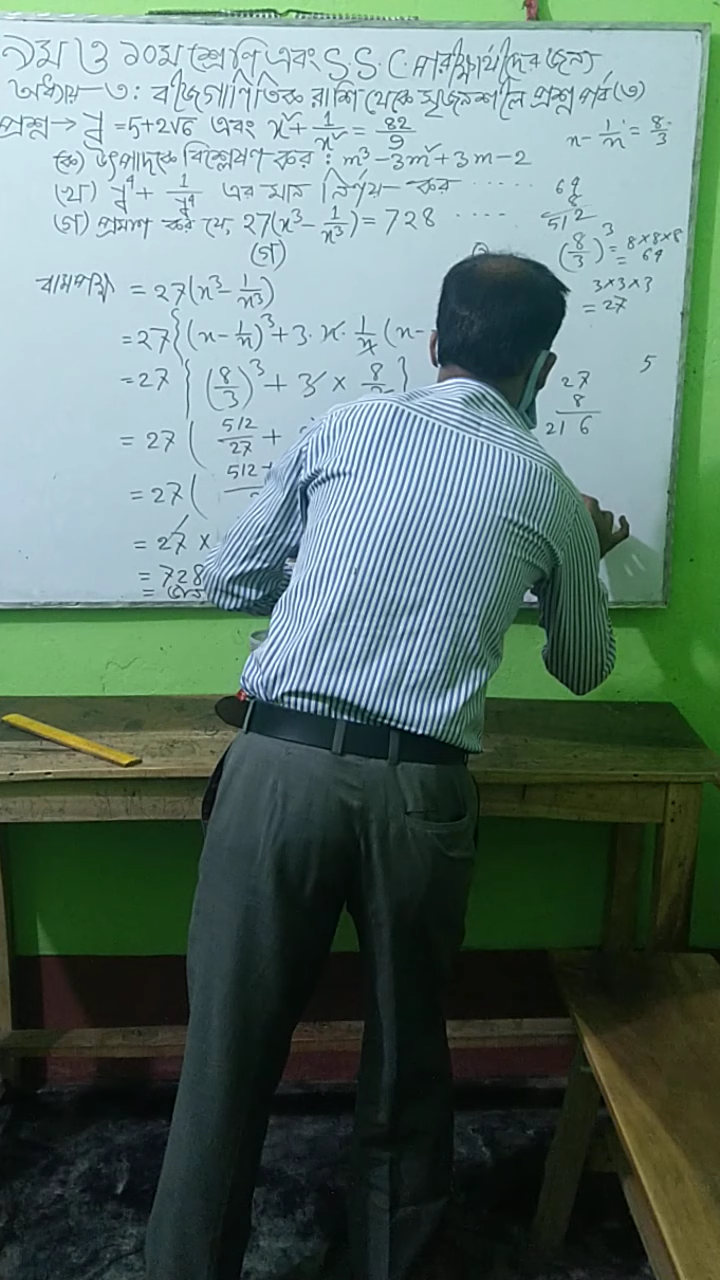 ৯ম ও ১০ম শ্রেণি এবং S.S.C. পরীক্ষার্থীদের জন্য
অধ্যায়-৩: বীজগাণিতিক রাশি থেকে সৃজনশীল প্রশ্ন পর্ব(৩)
প্রশ্ন → y² = 5+2√6 এবং x² + 1/x² = 82/9
x - 1/x = 8/3
(ক) উৎপাদকে বিশ্লেষণ কর : m³ - 3m² + 3m - 2
(খ) y⁴ + 1/y⁴ এর মান নির্ণয় কর ......
64
8
512
(গ) প্রমাণ কর যে, 27(x³ - 1/x³) = 728 ....
(8/3)³ = 8×8×8
= 64
(গ)
3×3×3
= 27
বামপক্ষ = 27(x³ - 1/x³)
= 27{(x - 1/x)³ + 3·x·1/x(x -
= 27{(8/3)³ + 3 × 8/3}
27
8
216
5
= 27(512/27 +
= 27(512
= 27 ×
= 728